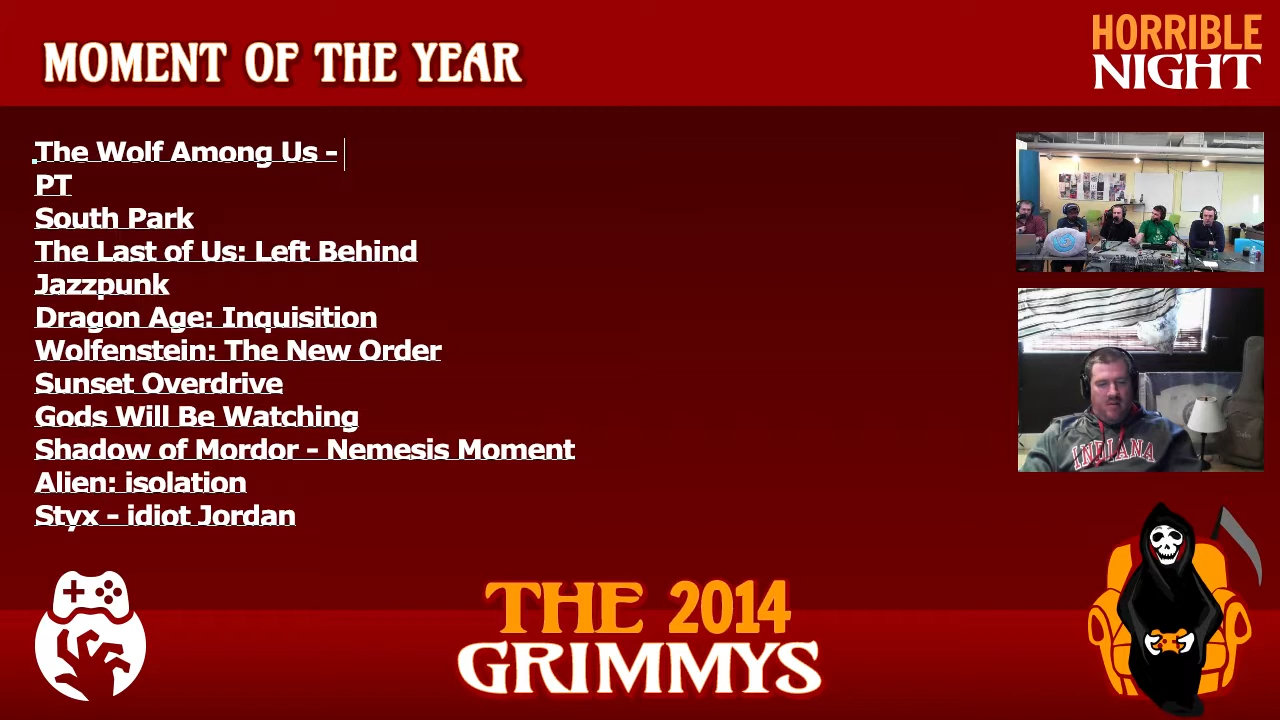 MOMENT OF THE YEAR
HORRIBLE
NIGHT
The Wolf Among Us -
PT
South Park
The Last of Us: Left Behind
Jazzpunk
Dragon Age: Inquisition
Wolfenstein: The New Order
Sunset Overdrive
Gods Will Be Watching
Shadow of Mordor - Nemesis Moment
Alien: isolation
Styx - idiot Jordan
INDIANA
THE 2014
GRIMMYS